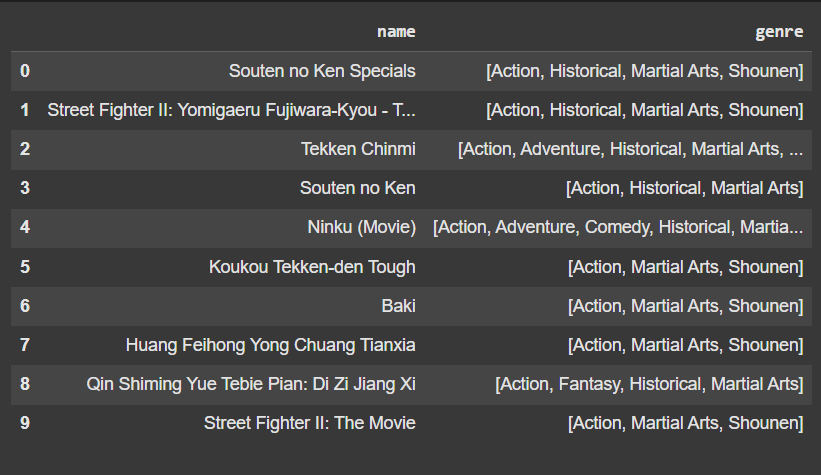 name genre
0 Souten no Ken Specials [Action, Historical, Martial Arts, Shounen]
1 Street Fighter II: Yomigaeru Fujiwara-Kyou - T... [Action, Historical, Martial Arts, Shounen]
2 Tekken Chinmi [Action, Adventure, Historical, Martial Arts, ...
3 Souten no Ken [Action, Historical, Martial Arts]
4 Ninku (Movie) [Action, Adventure, Comedy, Historical, Martia...
5 Koukou Tekken-den Tough [Action, Martial Arts, Shounen]
6 Baki [Action, Martial Arts, Shounen]
7 Huang Feihong Yong Chuang Tianxia [Action, Martial Arts, Shounen]
8 Qin Shiming Yue Tebie Pian: Di Zi Jiang Xi [Action, Fantasy, Historical, Martial Arts]
9 Street Fighter II: The Movie [Action, Martial Arts, Shounen]